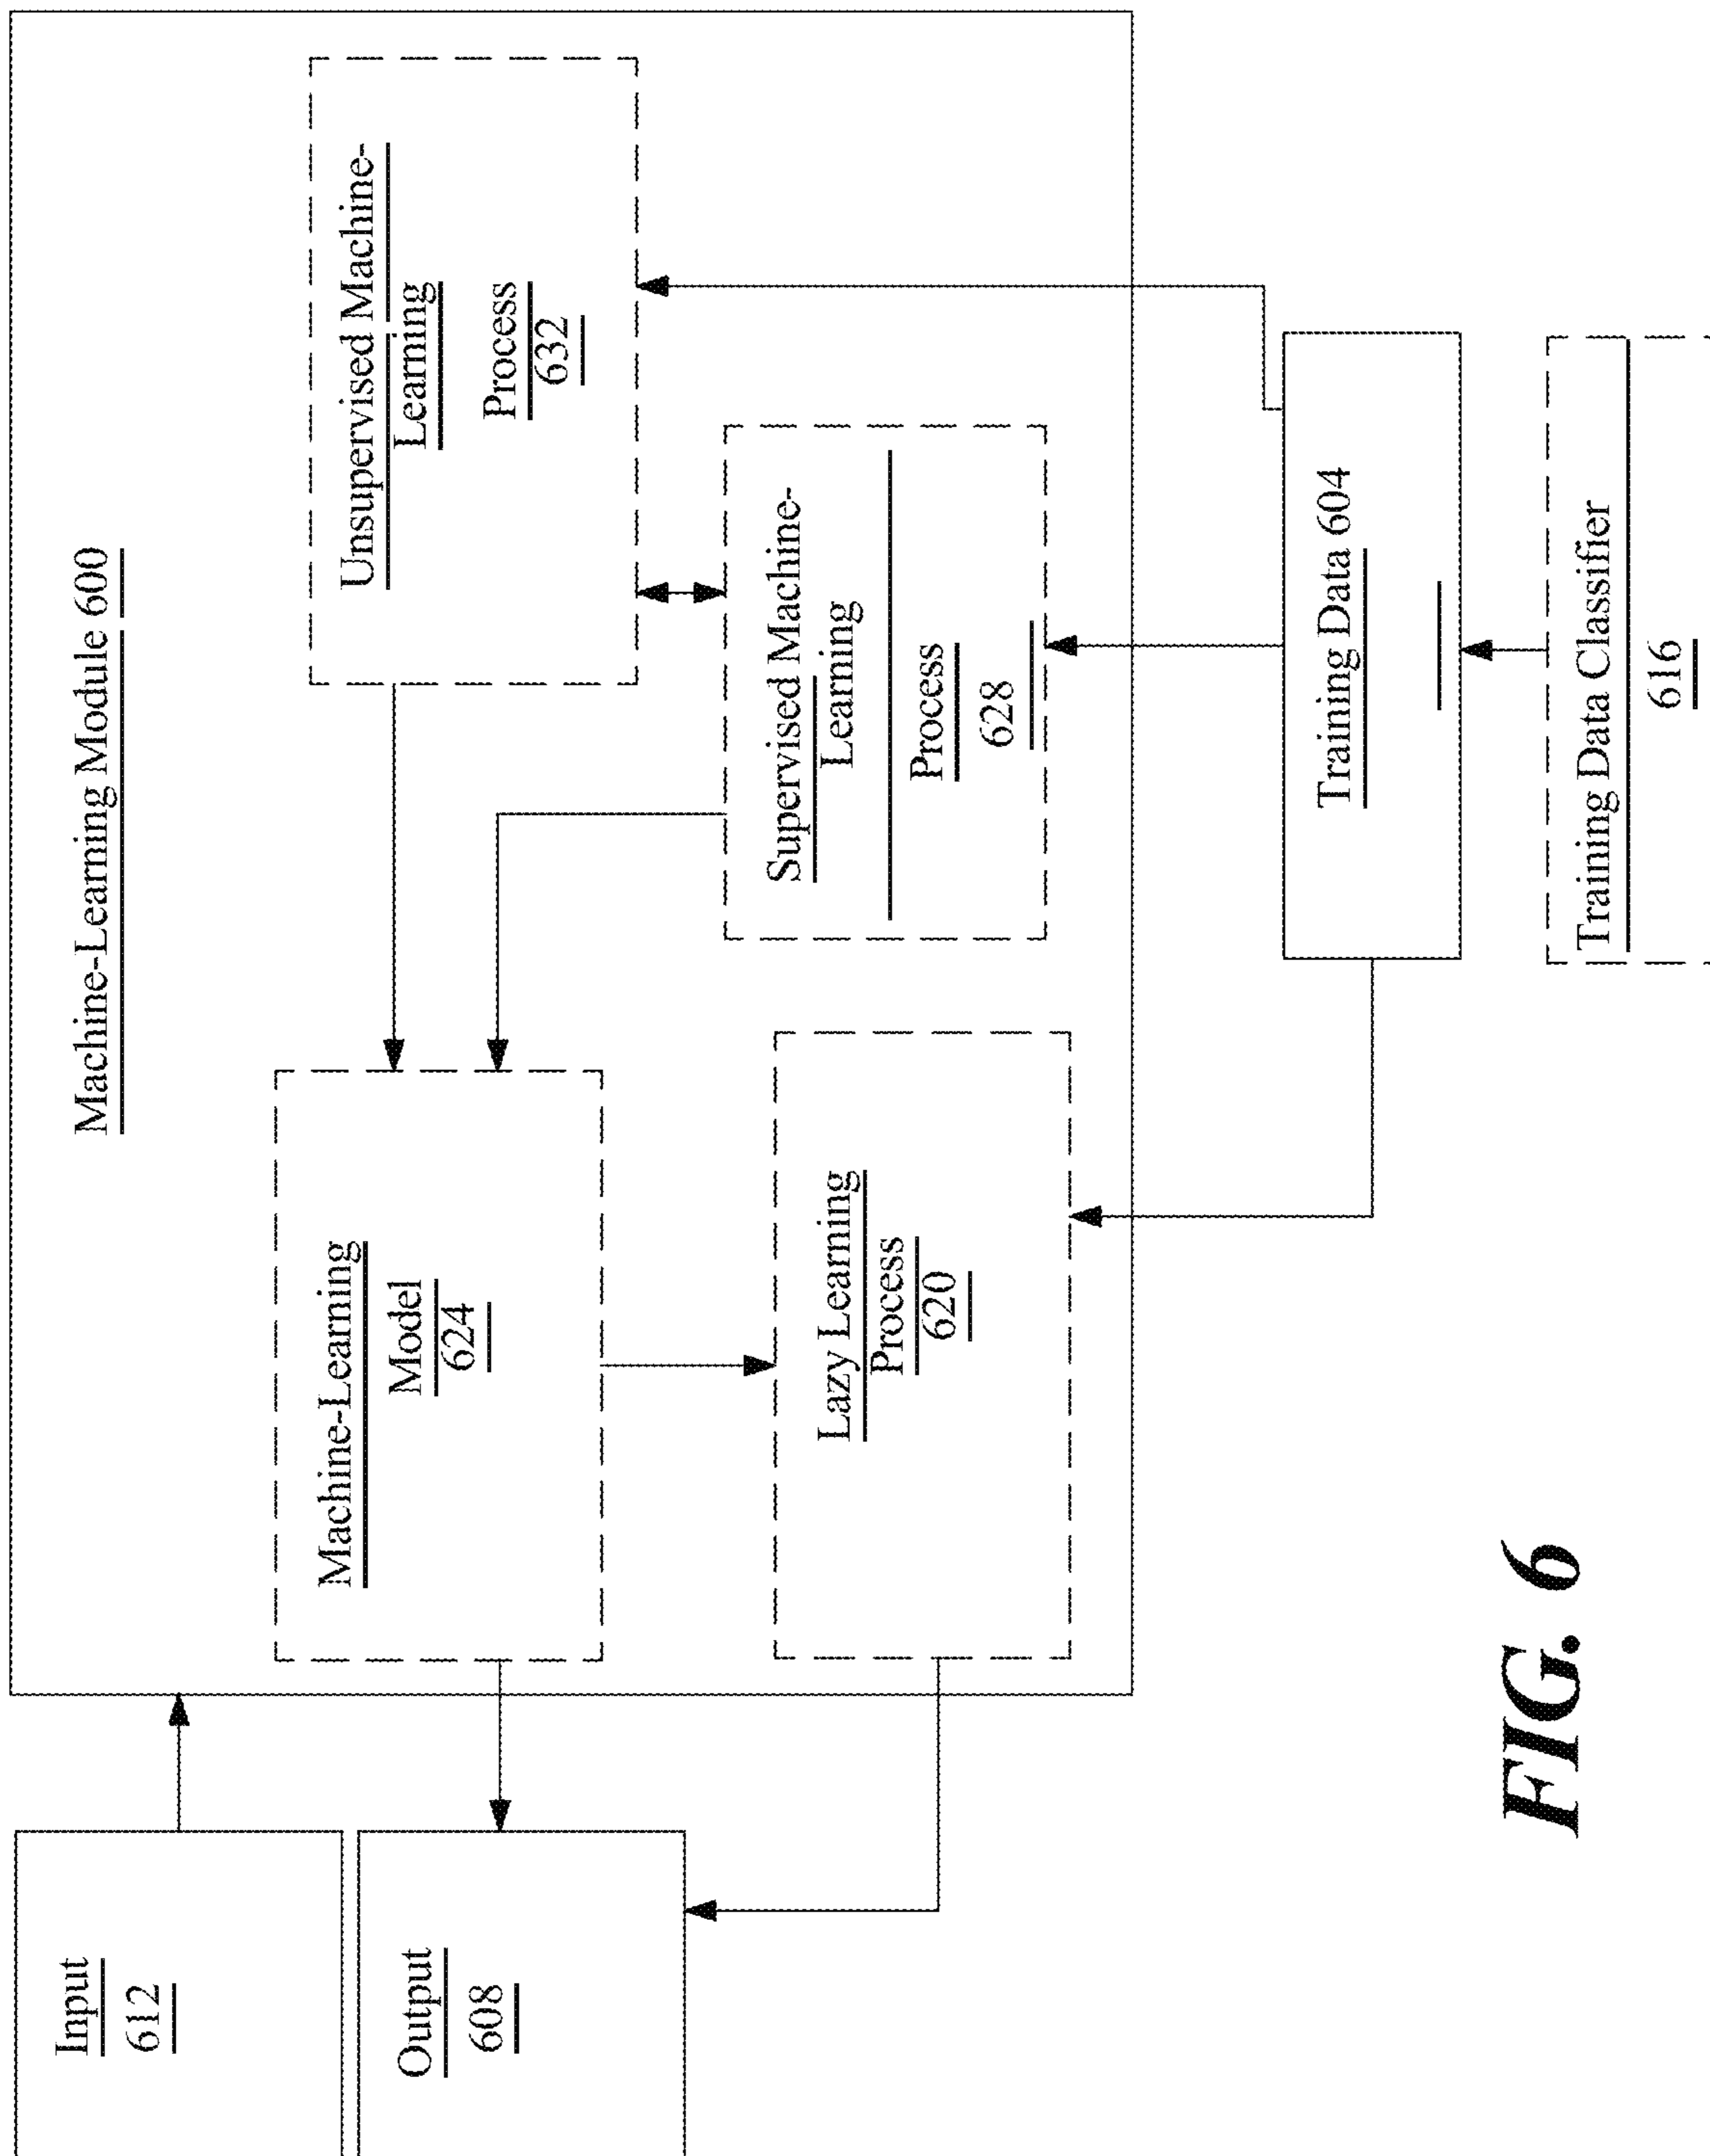 Machine-Learning Module 600
Input
612
Output
608
Machine-Learning
Model
624
Unsupervised Machine-
Learning
Process
632
Lazy Learning
Process
620
Supervised Machine-
Learning
Process
628
Training Data 604
Training Data Classifier
616
FIG. 6